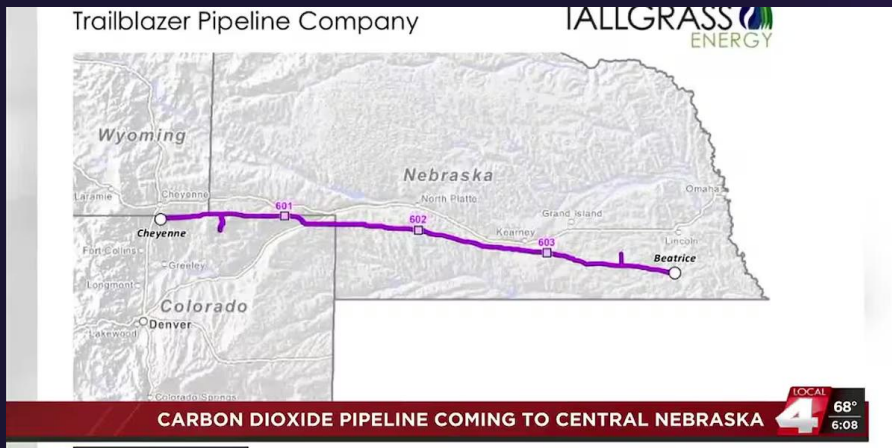 Trailblazer Pipeline Company
TALLGRASS
ENERGY
Wyoming
Nebraska
Laramie
Cheyenne
North Platte
Omaha
601
602
Grand Island
Cheyenne
Kearney
603
Lincoln
Fort Collins
Beatrice
Greeley
Longmont
Colorado
Denver
Lakewood
Colorado Springs
CARBON DIOXIDE PIPELINE COMING TO CENTRAL NEBRASKA
LOCAL
4
68°
6:08